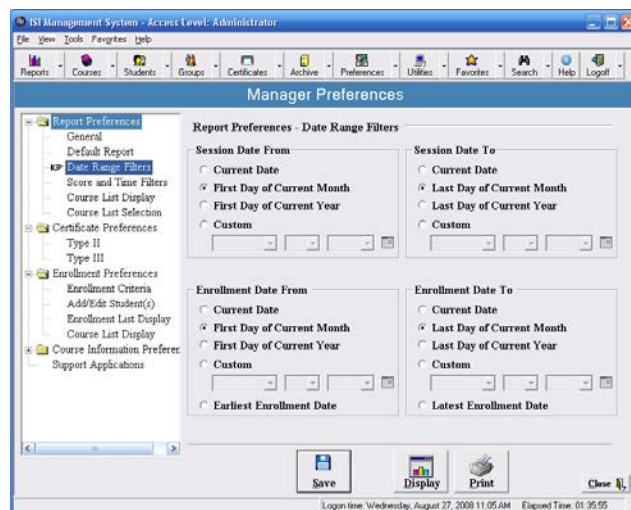 ISI Management System - Access Level: Administrator
File View Tools Favorites Help
Reports Courses Students Groups Certificates Archive Preferences Utilities Favorites Search Help Logoff
Manager Preferences
Report Preferences
General
Default Report
Date Range Filters
Score and Time Filters
Course List Display
Course List Selection
Certificate Preferences
Type II
Type III
Enrollment Preferences
Enrollment Criteria
Add/Edit Student(s)
Enrollment List Display
Course List Display
Course Information Preferen
Support Applications
Report Preferences - Date Range Filters
Session Date From
Current Date
First Day of Current Month
First Day of Current Year
Custom
Session Date To
Current Date
Last Day of Current Month
Last Day of Current Year
Custom
Enrollment Date From
Current Date
First Day of Current Month
First Day of Current Year
Custom
Earliest Enrollment Date
Enrollment Date To
Current Date
Last Day of Current Month
Last Day of Current Year
Custom
Latest Enrollment Date
Save Display Print Close
Logon time: Wednesday, August 27, 2008 11:05 AM Elapsed Time: 01:35:55